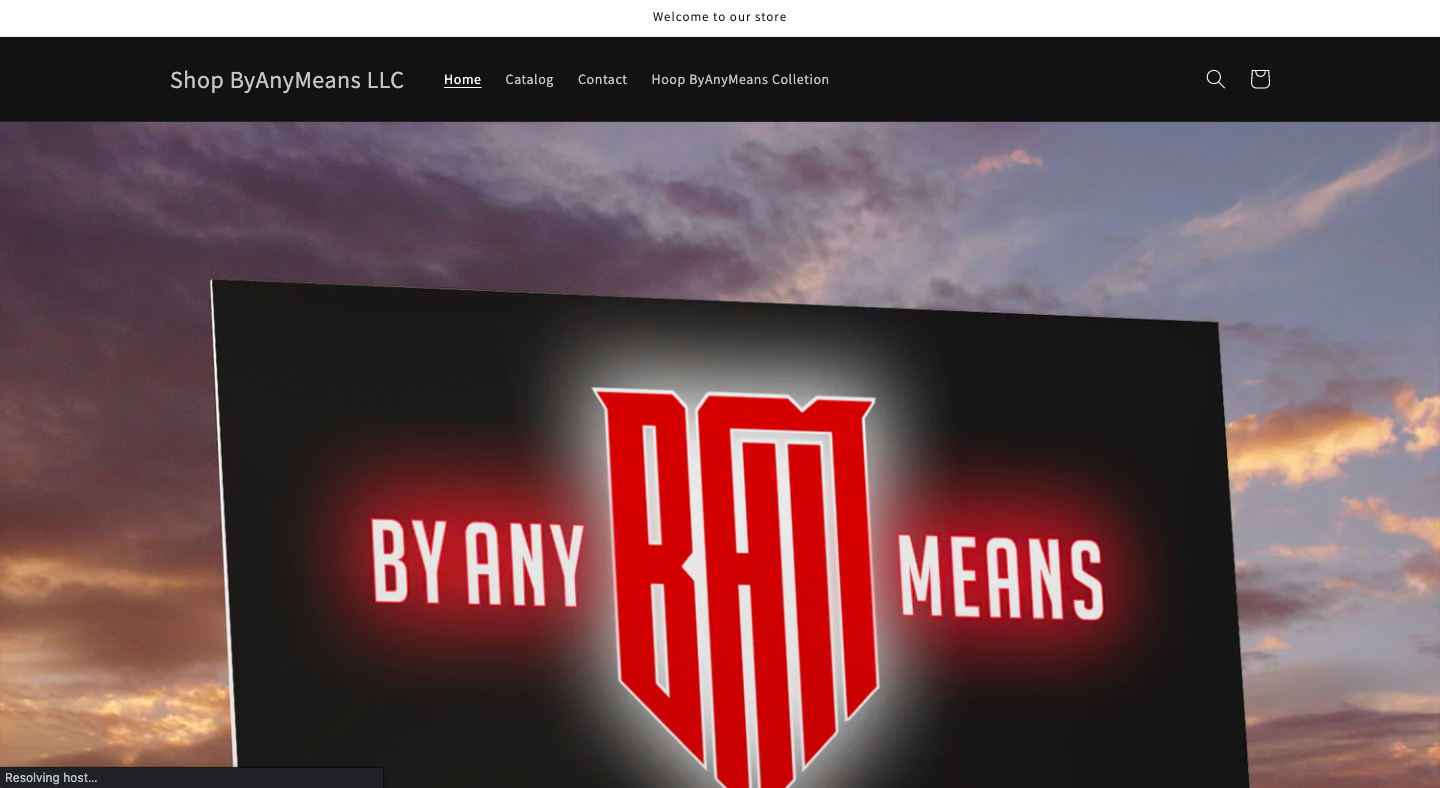 Welcome to our store
Shop ByAnyMeans LLC
Home
Catalog
Contact
Hoop ByAnyMeans Colletion
BY ANY
BAM
MEANS
Resolving host...